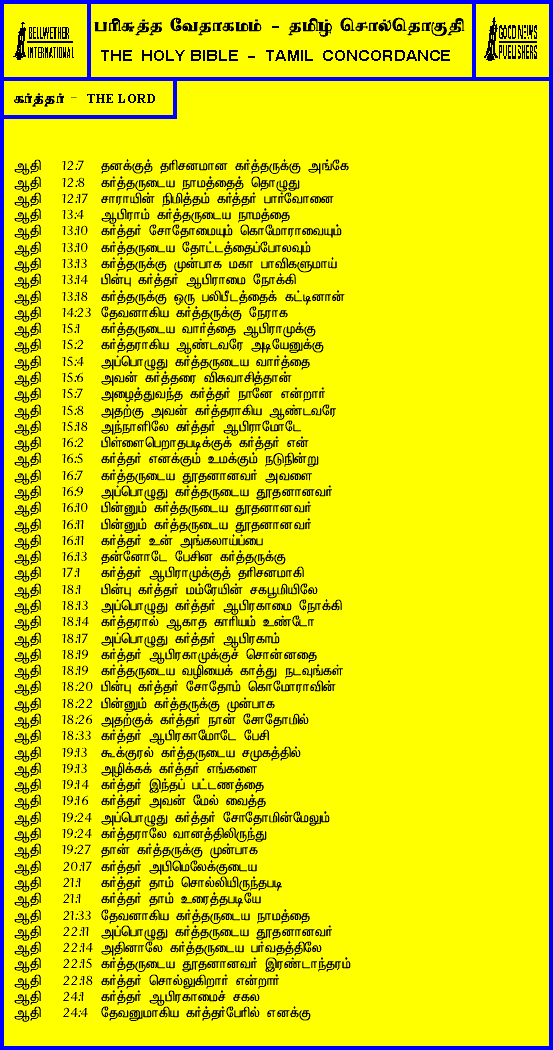 BELLWETHER INTERNATIONAL
பரிசுத்த வேதாகமம் - தமிழ் சொல்தொகுதி
THE HOLY BIBLE - TAMIL CONCORDANCE
GOOD NEWS PUBLISHERS
கர்த்தர் - THE LORD
ஆதி 12:7 தனக்குத் தரிசனமான கர்த்தருக்கு அங்கே
ஆதி 12:8 கர்த்தருடைய நாமத்தைத் தொழுது
ஆதி 12:17 சாராயின் நிமித்தம் கர்த்தர் பார்வோனை
ஆதி 13:4 ஆபிராம் கர்த்தருடைய நாமத்தை
ஆதி 13:10 கர்த்தர் சோதோமையும் கொமோராவையும்
ஆதி 13:10 கர்த்தருடைய தோட்டத்தைப்போலவும்
ஆதி 13:13 கர்த்தருக்கு முன்பாக மகா பாவிகளுமாய்
ஆதி 13:14 பின்பு கர்த்தர் ஆபிராமை நோக்கி
ஆதி 13:18 கர்த்தருக்கு ஒரு பலிபீடத்தைக் கட்டினான்
ஆதி 14:23 தேவனாகிய கர்த்தருக்கு நேராக
ஆதி 15:1 கர்த்தருடைய வார்த்தை ஆபிராமுக்கு
ஆதி 15:2 கர்த்தராகிய ஆண்டவரே அடியேனுக்கு
ஆதி 15:4 அப்பொழுது கர்த்தருடைய வார்த்தை
ஆதி 15:6 அவன் கர்த்தரை விசுவாசித்தான்
ஆதி 15:7 அழைத்துவந்த கர்த்தர் நானே என்றார்
ஆதி 15:8 அதற்கு அவன் கர்த்தராகிய ஆண்டவரே
ஆதி 15:18 அந்நாளிலே கர்த்தர் ஆபிராமோடே
ஆதி 16:2 பிள்ளைபெறாதபடிக்குக் கர்த்தர் என்
ஆதி 16:5 கர்த்தர் எனக்கும் உமக்கும் நடுநின்று
ஆதி 16:7 கர்த்தருடைய தூதனானவர் அவளை
ஆதி 16:9 அப்பொழுது கர்த்தருடைய தூதனானவர்
ஆதி 16:10 பின்னும் கர்த்தருடைய தூதனானவர்
ஆதி 16:11 பின்னும் கர்த்தருடைய தூதனானவர்
ஆதி 16:11 கர்த்தர் உன் அங்கலாய்ப்பை
ஆதி 16:13 தன்னோடே பேசின கர்த்தருக்கு
ஆதி 17:1 கர்த்தர் ஆபிராமுக்குத் தரிசனமாகி
ஆதி 18:1 பின்பு கர்த்தர் மம்ரேயின் சகபூமியிலே
ஆதி 18:13 அப்பொழுது கர்த்தர் ஆபிரகாமை நோக்கி
ஆதி 18:14 கர்த்தரால் ஆகாத காரியம் உண்டோ
ஆதி 18:17 அப்பொழுது கர்த்தர் ஆபிரகாம்
ஆதி 18:19 கர்த்தர் ஆபிரகாமுக்குச் சொன்னதை
ஆதி 18:19 கர்த்தருடைய வழியைக் காத்து நடவுங்கள்
ஆதி 18:20 பின்பு கர்த்தர் சோதோம் கொமோராவின்
ஆதி 18:22 பின்னும் கர்த்தருக்கு முன்பாக
ஆதி 18:26 அதற்குக் கர்த்தர் நான் சோதோமில்
ஆதி 18:33 கர்த்தர் ஆபிரகாமோடே பேசி
ஆதி 19:13 கூக்குரல் கர்த்தருடைய சமுகத்தில்
ஆதி 19:13 அழிக்கக் கர்த்தர் எங்களை
ஆதி 19:14 கர்த்தர் இந்தப் பட்டணத்தை
ஆதி 19:16 கர்த்தர் அவன் மேல் வைத்த
ஆதி 19:24 அப்பொழுது கர்த்தர் சோதோமின்மேலும்
ஆதி 19:24 கர்த்தராலே வானத்திலிருந்து
ஆதி 19:27 தான் கர்த்தருக்கு முன்பாக
ஆதி 20:17 கர்த்தர் அபிமெலேக்குடைய
ஆதி 21:1 கர்த்தர் தாம் சொல்லியிருந்தபடி
ஆதி 21:1 கர்த்தர் தாம் உரைத்தபடியே
ஆதி 21:33 தேவனாகிய கர்த்தருடைய நாமத்தை
ஆதி 22:11 அப்பொழுது கர்த்தருடைய தூதனானவர்
ஆதி 22:14 அதினாலே கர்த்தருடைய பர்வதத்திலே
ஆதி 22:15 கர்த்தருடைய தூதனானவர் இரண்டாந்தரம்
ஆதி 22:18 கர்த்தர் சொல்லுகிறார் என்றார்
ஆதி 24:1 கர்த்தர் ஆபிரகாமைச் சகல
ஆதி 24:4 தேவனுமாகிய கர்த்தர்பேரில் எனக்கு